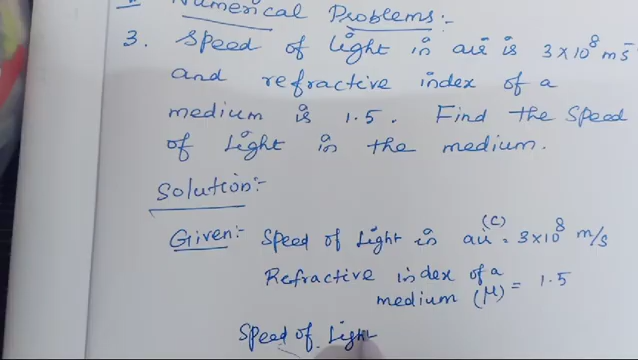 Numerical Problems:-
3. Speed of light in air is 3×10⁸ ms⁻
and refractive index of a
medium is 1.5. Find the speed
of light in the medium.
Solution:-
Given:- Speed of light in air (c) = 3×10⁸ m/s
Refractive index of a
medium (μ) = 1.5
Speed of Light